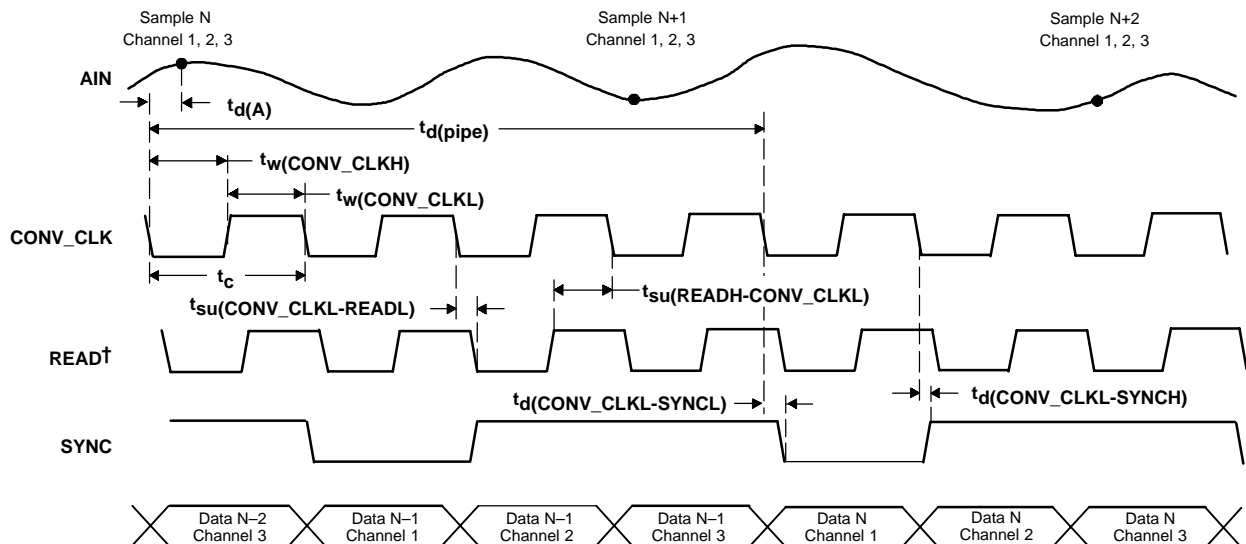 Sample N
Channel 1, 2, 3
Sample N+1
Channel 1, 2, 3
Sample N+2
Channel 1, 2, 3
AIN
td(A)
td(pipe)
tw(CONV_CLKH)
tw(CONV_CLKL)
CONV_CLK
tc
tsu(CONV_CLKL-READL)
tsu(READH-CONV_CLKL)
READ†
td(CONV_CLKL-SYNCL)
td(CONV_CLKL-SYNCH)
SYNC
Data N–2
Channel 3
Data N–1
Channel 1
Data N–1
Channel 2
Data N–1
Channel 3
Data N
Channel 1
Data N
Channel 2
Data N
Channel 3